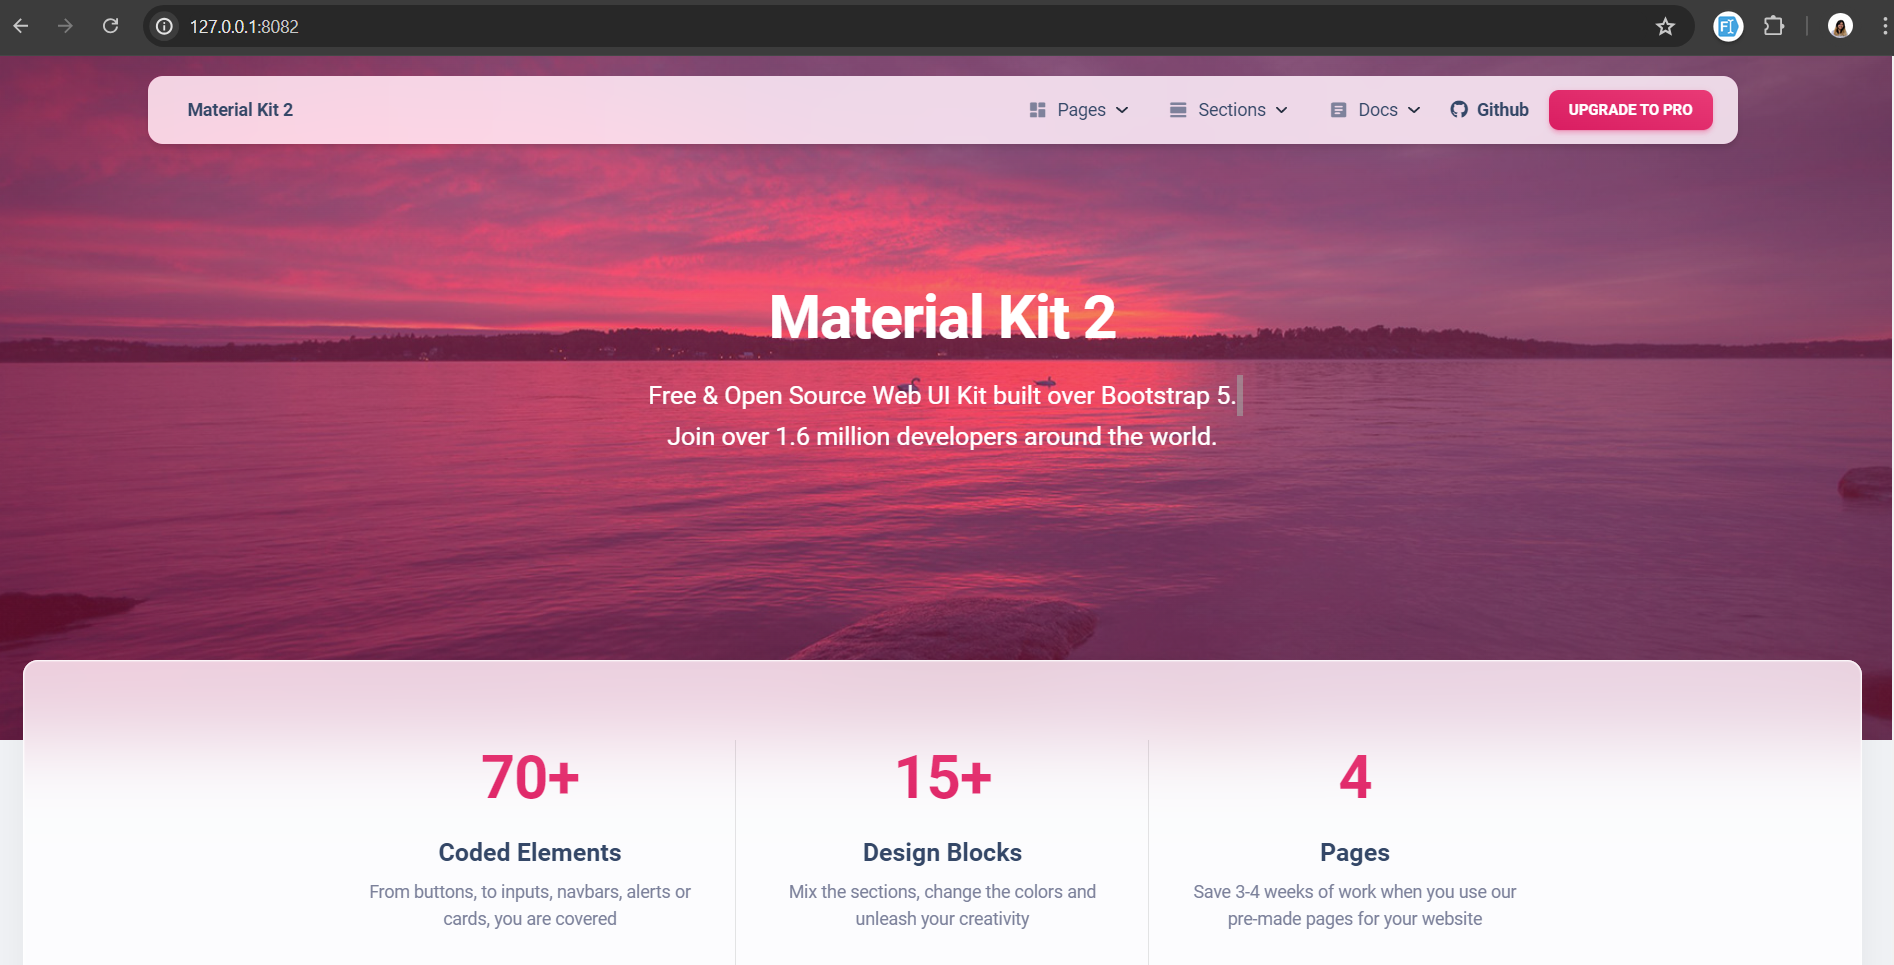 127.0.0.1:8082
Material Kit 2
Pages
Sections
Docs
Github
UPGRADE TO PRO
Material Kit 2
Free & Open Source Web UI Kit built over Bootstrap 5.
Join over 1.6 million developers around the world.
70+
Coded Elements
From buttons, to inputs, navbars, alerts or
cards, you are covered
15+
Design Blocks
Mix the sections, change the colors and
unleash your creativity
4
Pages
Save 3-4 weeks of work when you use our
pre-made pages for your website